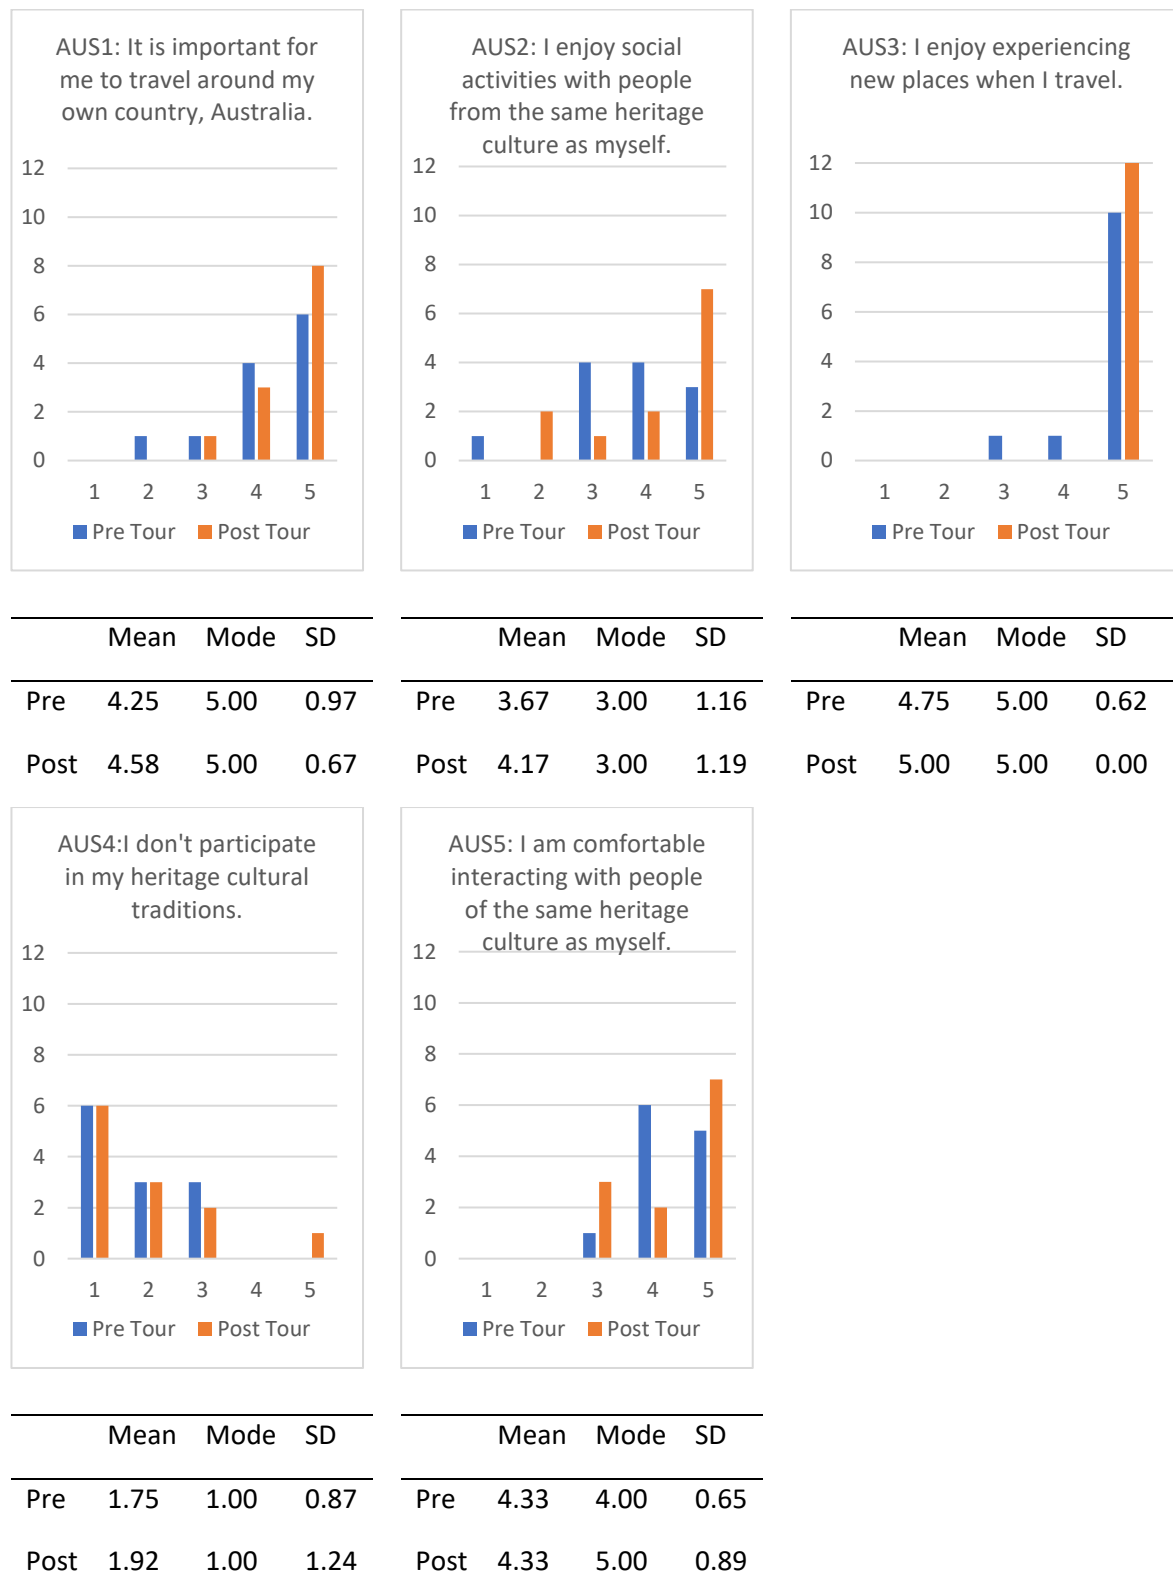 AUS1: It is important for
me to travel around my
own country, Australia.
12
10
8
6
4
2
0
1 2 3 4 5
Pre Tour Post Tour
AUS2: I enjoy social
activities with people
from the same heritage
culture as myself.
12
10
8
6
4
2
0
1 2 3 4 5
Pre Tour Post Tour
AUS3: I enjoy experiencing
new places when I travel.
12
10
8
6
4
2
0
1 2 3 4 5
Pre Tour Post Tour
Mean Mode SD
Pre 4.25 5.00 0.97
Post 4.58 5.00 0.67
Mean Mode SD
Pre 3.67 3.00 1.16
Post 4.17 3.00 1.19
Mean Mode SD
Pre 4.75 5.00 0.62
Post 5.00 5.00 0.00
AUS4:I don't participate
in my heritage cultural
traditions.
12
10
8
6
4
2
0
1 2 3 4 5
Pre Tour Post Tour
AUS5: I am comfortable
interacting with people
of the same heritage
culture as myself.
12
10
8
6
4
2
0
1 2 3 4 5
Pre Tour Post Tour
Mean Mode SD
Pre 1.75 1.00 0.87
Post 1.92 1.00 1.24
Mean Mode SD
Pre 4.33 4.00 0.65
Post 4.33 5.00 0.89